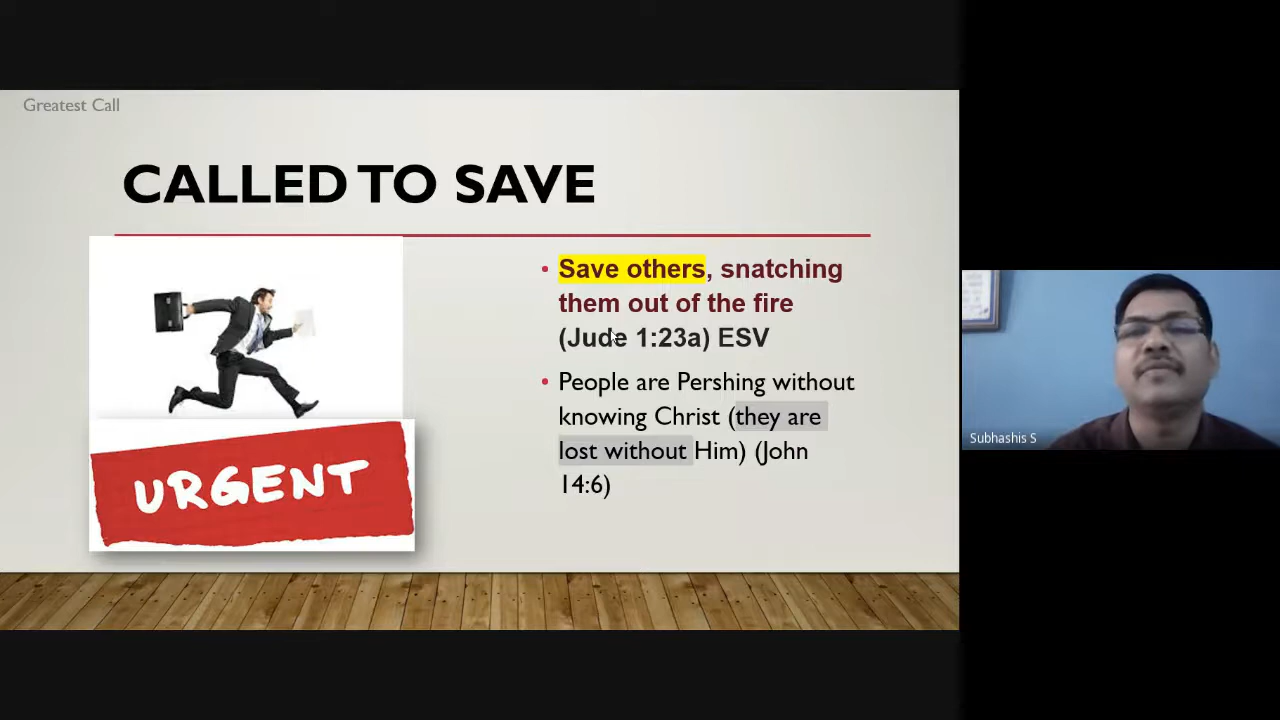 Greatest Call
CALLED TO SAVE
• Save others, snatching
them out of the fire
(Jude 1:23a) ESV
• People are Pershing without
knowing Christ (they are
lost without Him) (John
14:6)
URGENT
Subhashis S